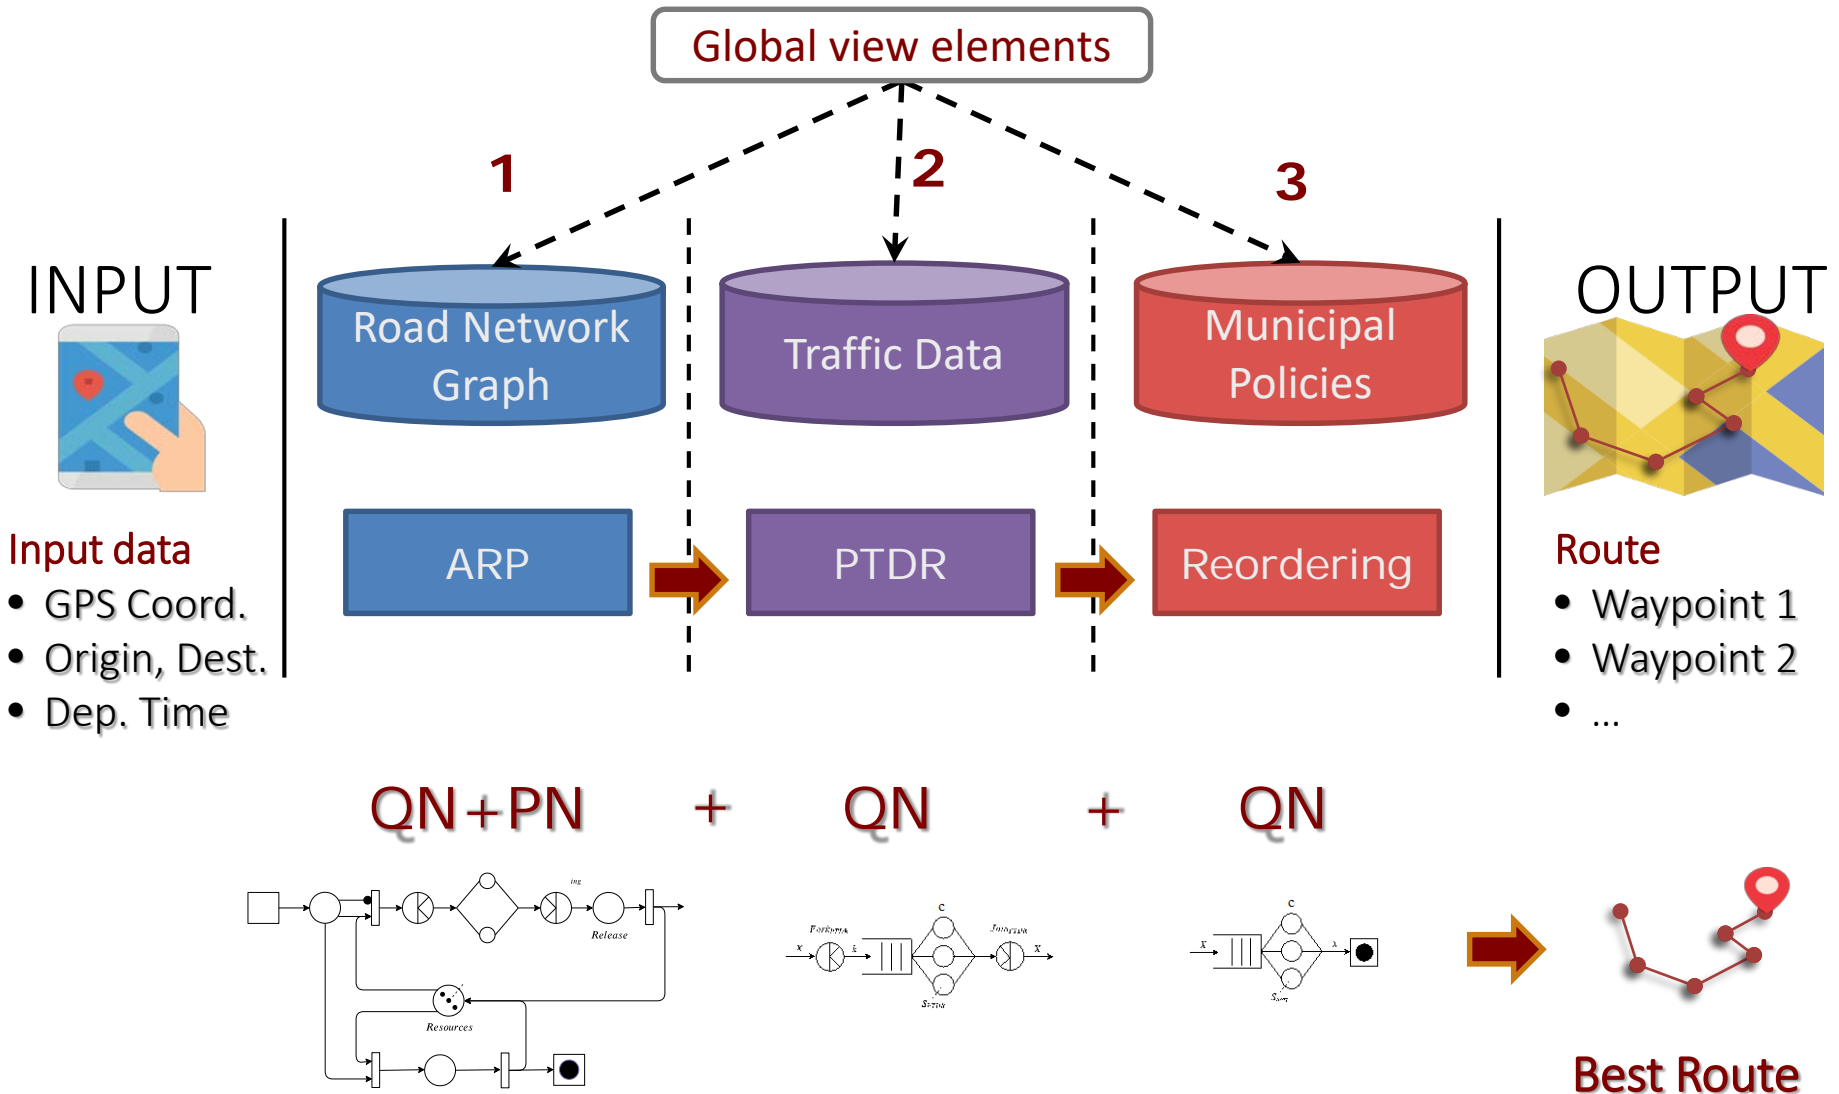 Global view elements
1
2
3
INPUT
OUTPUT
Road Network
Graph
Traffic Data
Municipal
Policies
ARP
PTDR
Reordering
Input data
• GPS Coord.
• Origin, Dest.
• Dep. Time
Route
• Waypoint 1
• Waypoint 2
• ...
QN+PN + QN + QN
ing
Release
Resources
C
C
Best Route